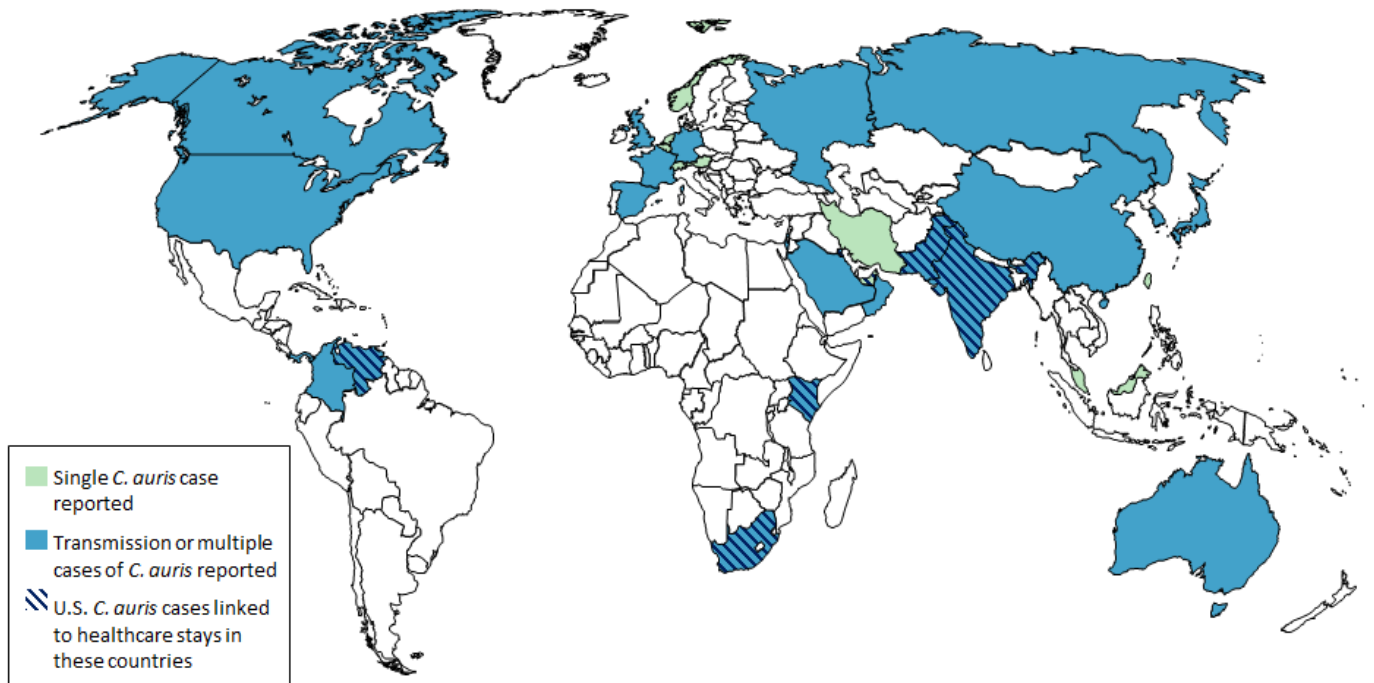 Single C. auris case
reported
Transmission or multiple
cases of C. auris reported
U.S. C. auris cases linked
to healthcare stays in
these countries